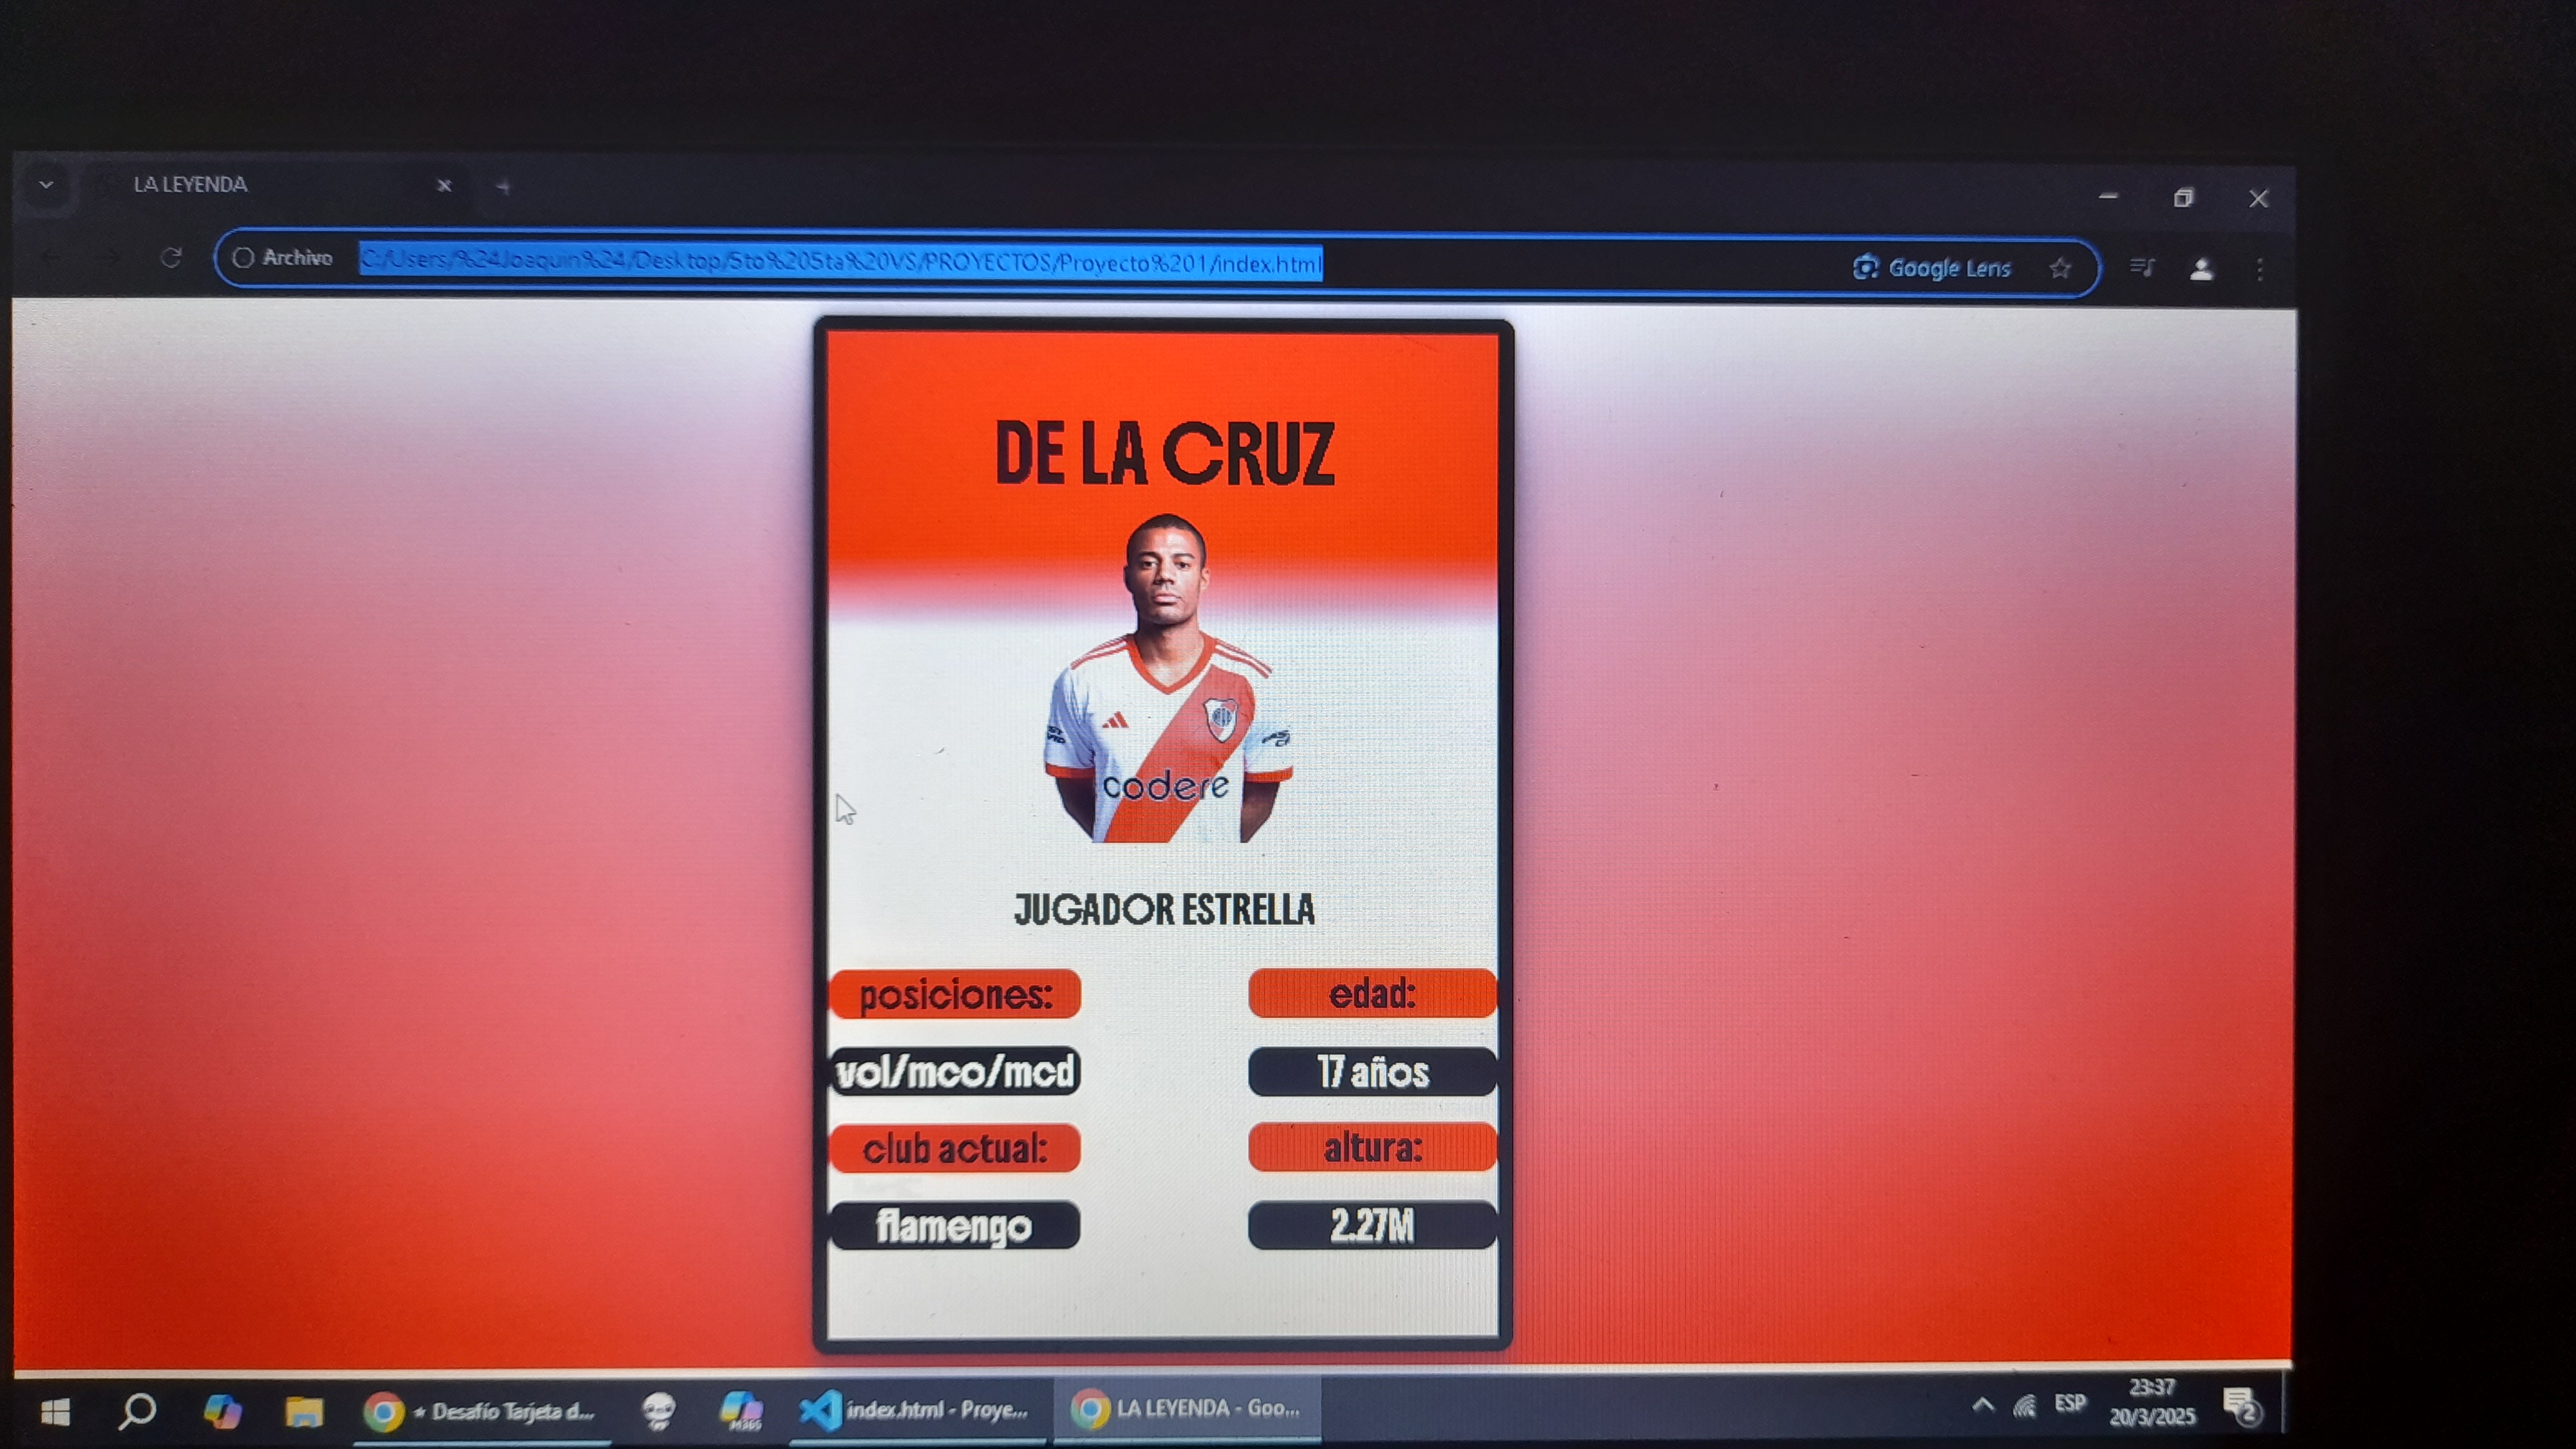 LA LEYENDA
Archivo C:/Users/%24Joaquin%24/Desktop/5to%205ta%20VS/PROYECTOS/Proyecto%201/index.html Google Lens
DE LA CRUZ
codere
JUGADOR ESTRELLA
posiciones: edad:
vol/mco/mcd 17 años
club actual: altura:
flamengo 2.27M
★ Desafío Tarjeta d... M365 index.html - Proye... LA LEYENDA - Goo... ESP 23:37
20/3/2025 2